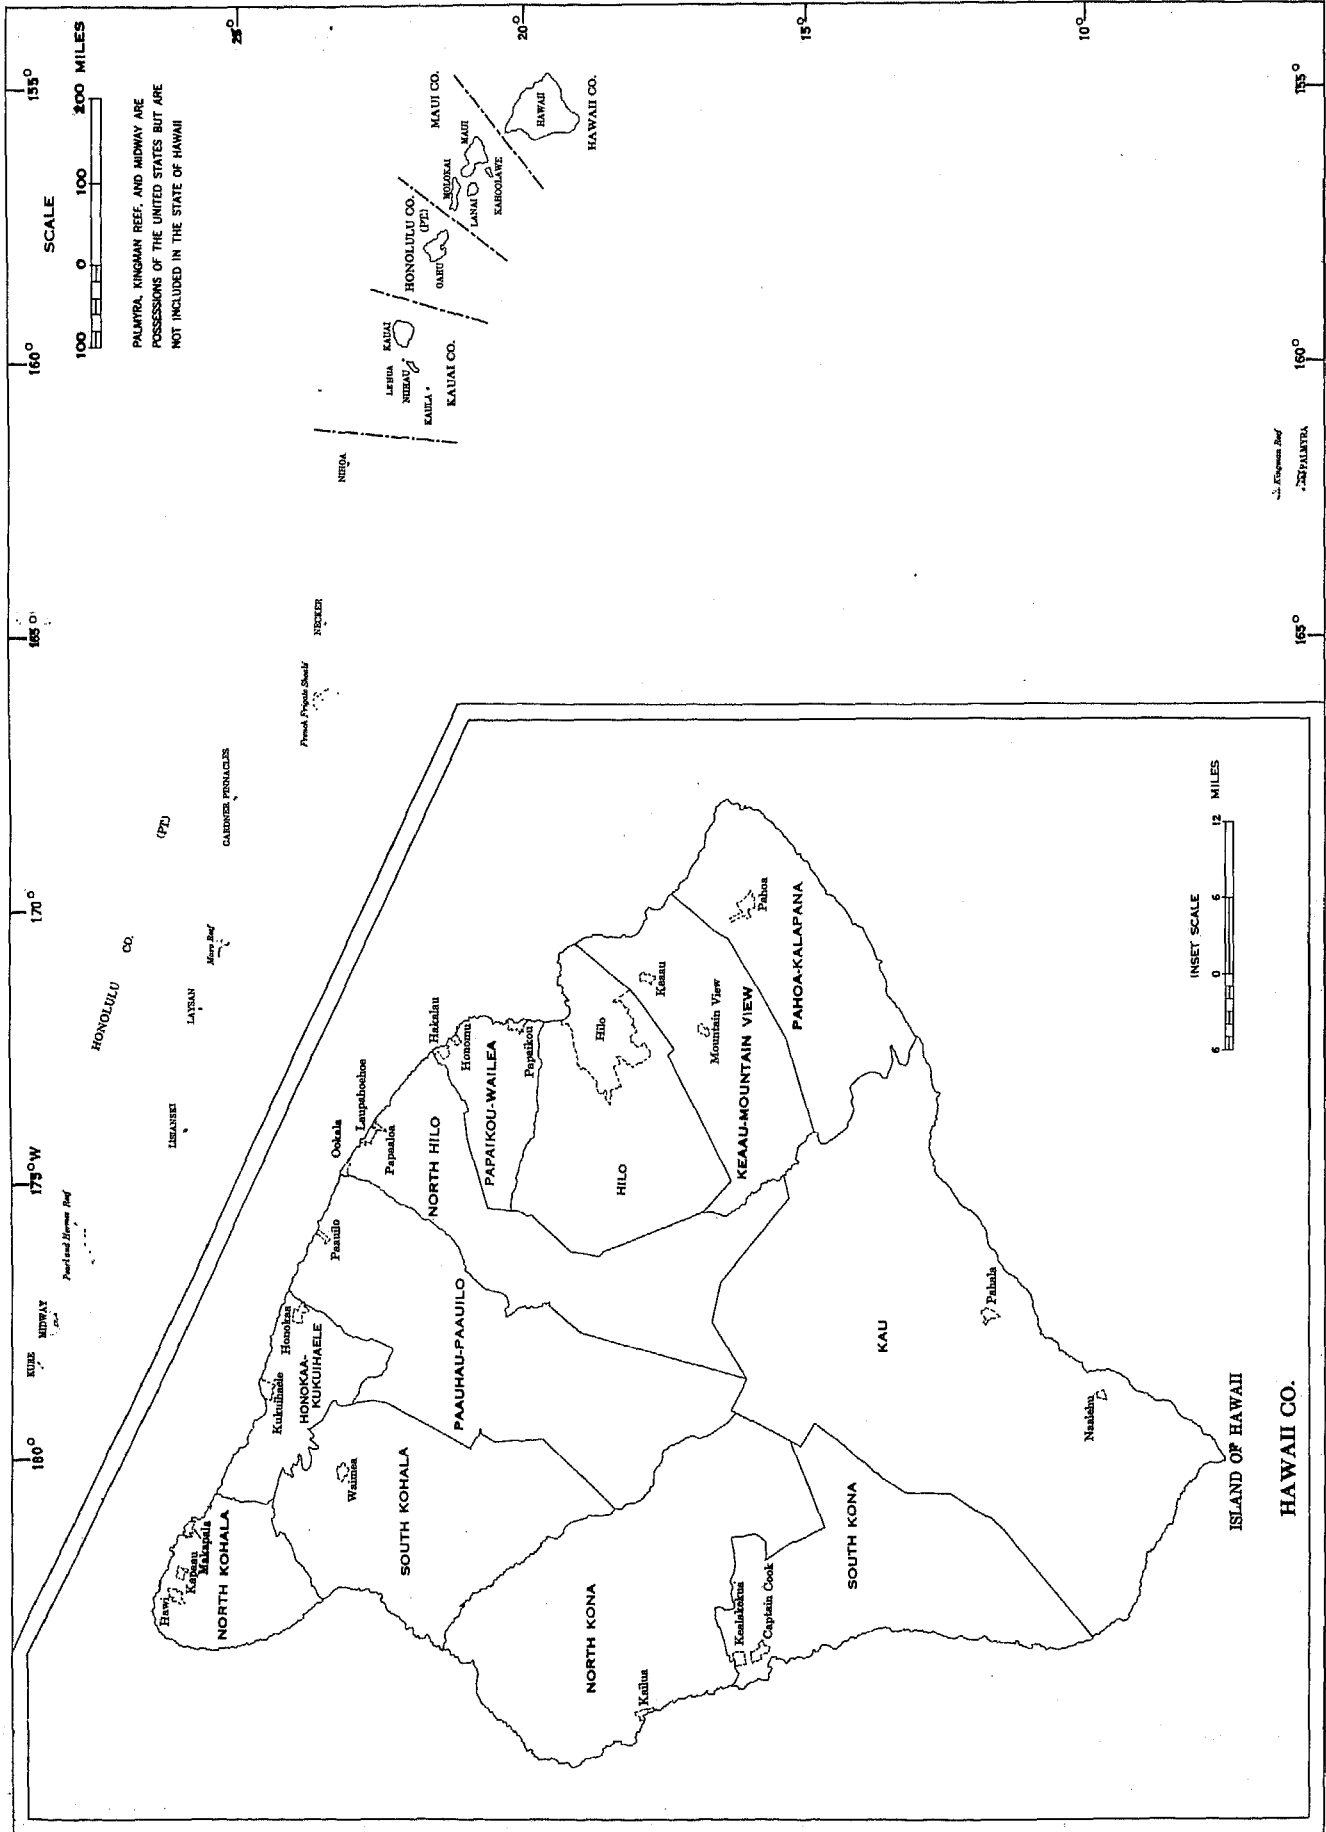 180°
175°W
170°
165°
160°
155°
25°
20°
15°
10°
155°
160°
165°
SCALE
100 0 100 200 MILES
PALMYRA, KINGMAN REEF, AND MIDWAY ARE
POSSESSIONS OF THE UNITED STATES BUT ARE
NOT INCLUDED IN THE STATE OF HAWAII
KURE
MIDWAY
Pearl and Hermes Reef
LISIANSKI
LAYSAN
Maro Reef
HONOLULU
CO.
(PT.)
GARDNER PINNACLES
French Frigate Shoals
NECKER
NIHOA
LEHUA
NIIHAU
KAUAI
KAULA
KAUAI CO.
HONOLULU CO.
(PT.)
OAHU
MOLOKAI
LANAI
MAUI
KAHOOLAWE
MAUI CO.
HAWAII
HAWAII CO.
Kingman Reef
PALMYRA
Hawi
Kapaau
Makapala
NORTH KOHALA
Kukuihaele
Honokaa
HONOKAA-
KUKUIHAELE
Waimea
SOUTH KOHALA
Paauilo
PAAUHAU-PAAUILO
Ookala
Laupahoehoe
Papaaloa
NORTH HILO
Hakalau
Honomu
PAPAIKOU-WAILEA
Papaikou
Hilo
HILO
Keaau
Mountain View
KEAAU-MOUNTAIN VIEW
Pahoa
PAHOA-KALAPANA
NORTH KONA
Kailua
Kealakekua
Captain Cook
SOUTH KONA
KAU
Pahala
Naalehu
INSET SCALE
6 0 6 12 MILES
ISLAND OF HAWAII
HAWAII CO.